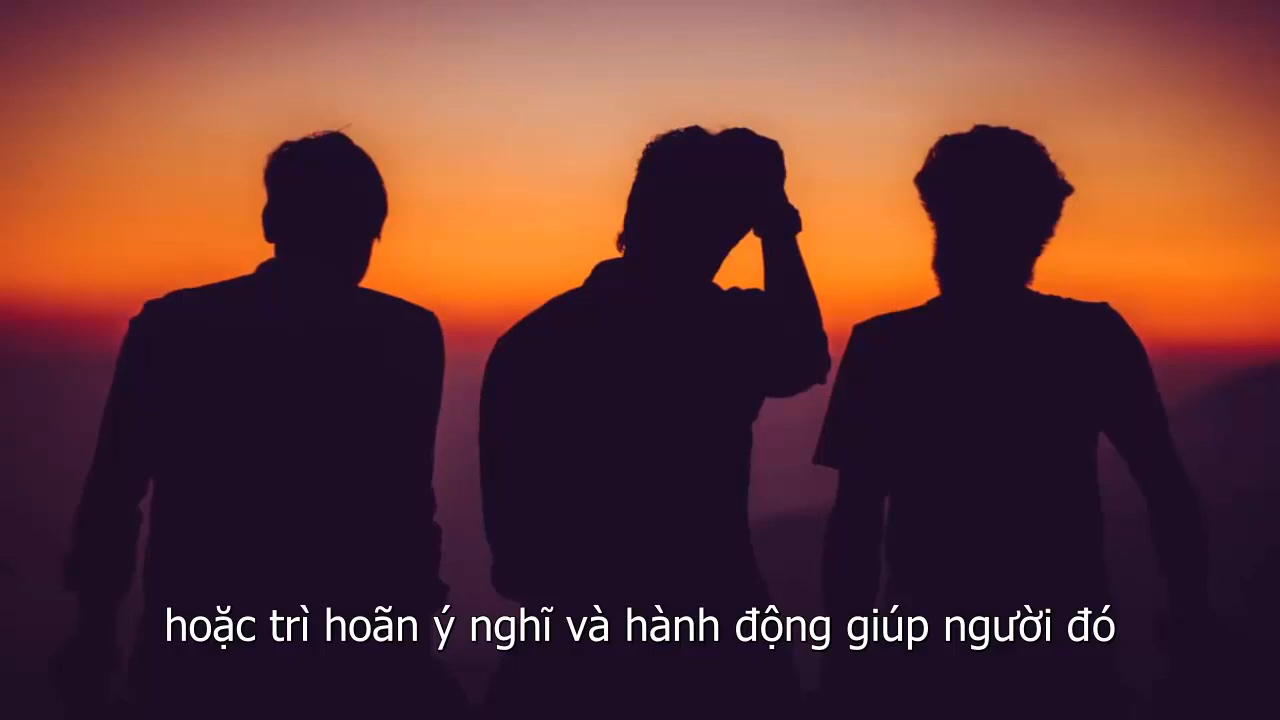 hoặc trì hoãn ý nghĩ và hành động giúp người đó